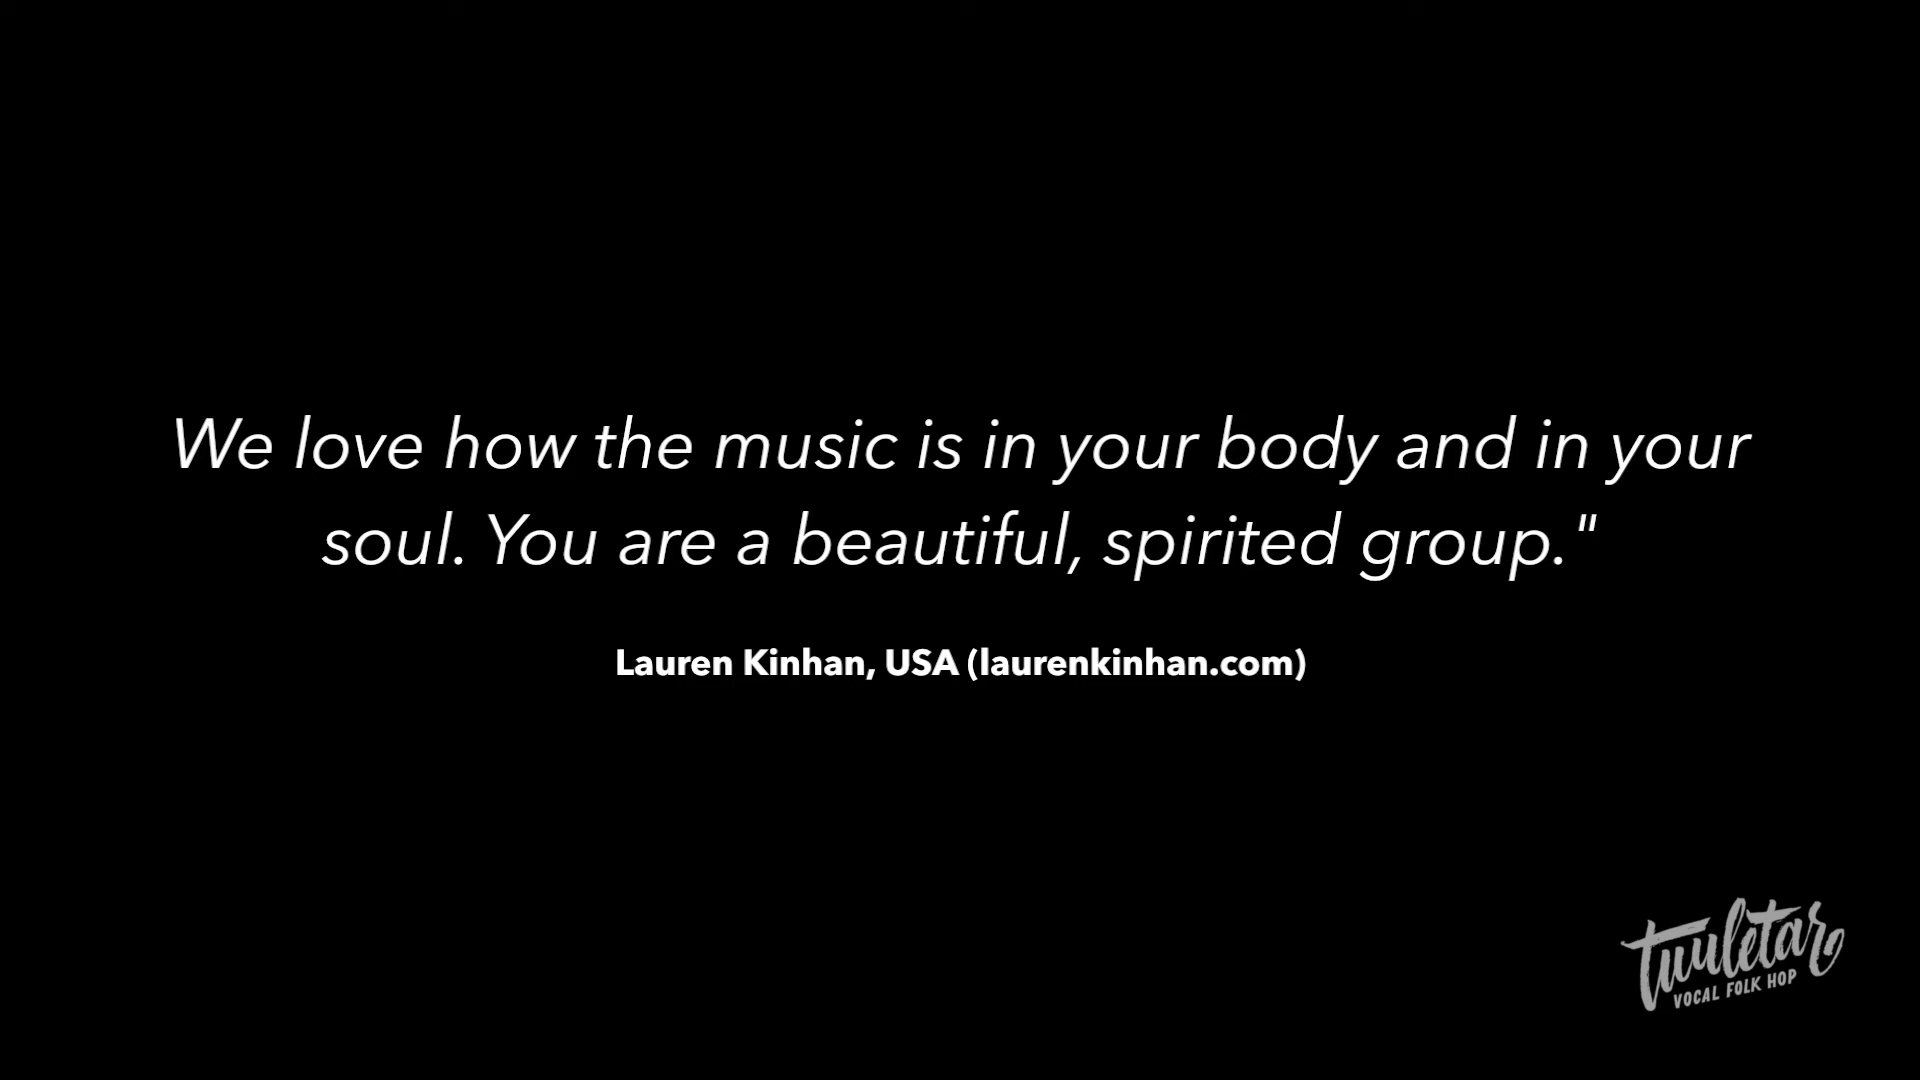 We love how the music is in your body and in your
soul. You are a beautiful, spirited group."
Lauren Kinhan, USA (laurenkinhan.com)
tuuletar
VOCAL FOLK HOP